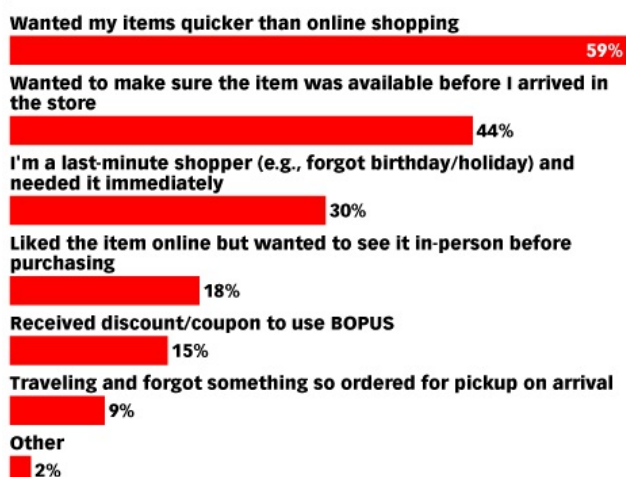 Wanted my items quicker than online shopping
59%
Wanted to make sure the item was available before I arrived in
the store
44%
I'm a last-minute shopper (e.g., forgot birthday/holiday) and
needed it immediately
30%
Liked the item online but wanted to see it in-person before
purchasing
18%
Received discount/coupon to use BOPUS
15%
Traveling and forgot something so ordered for pickup on arrival
9%
Other
2%